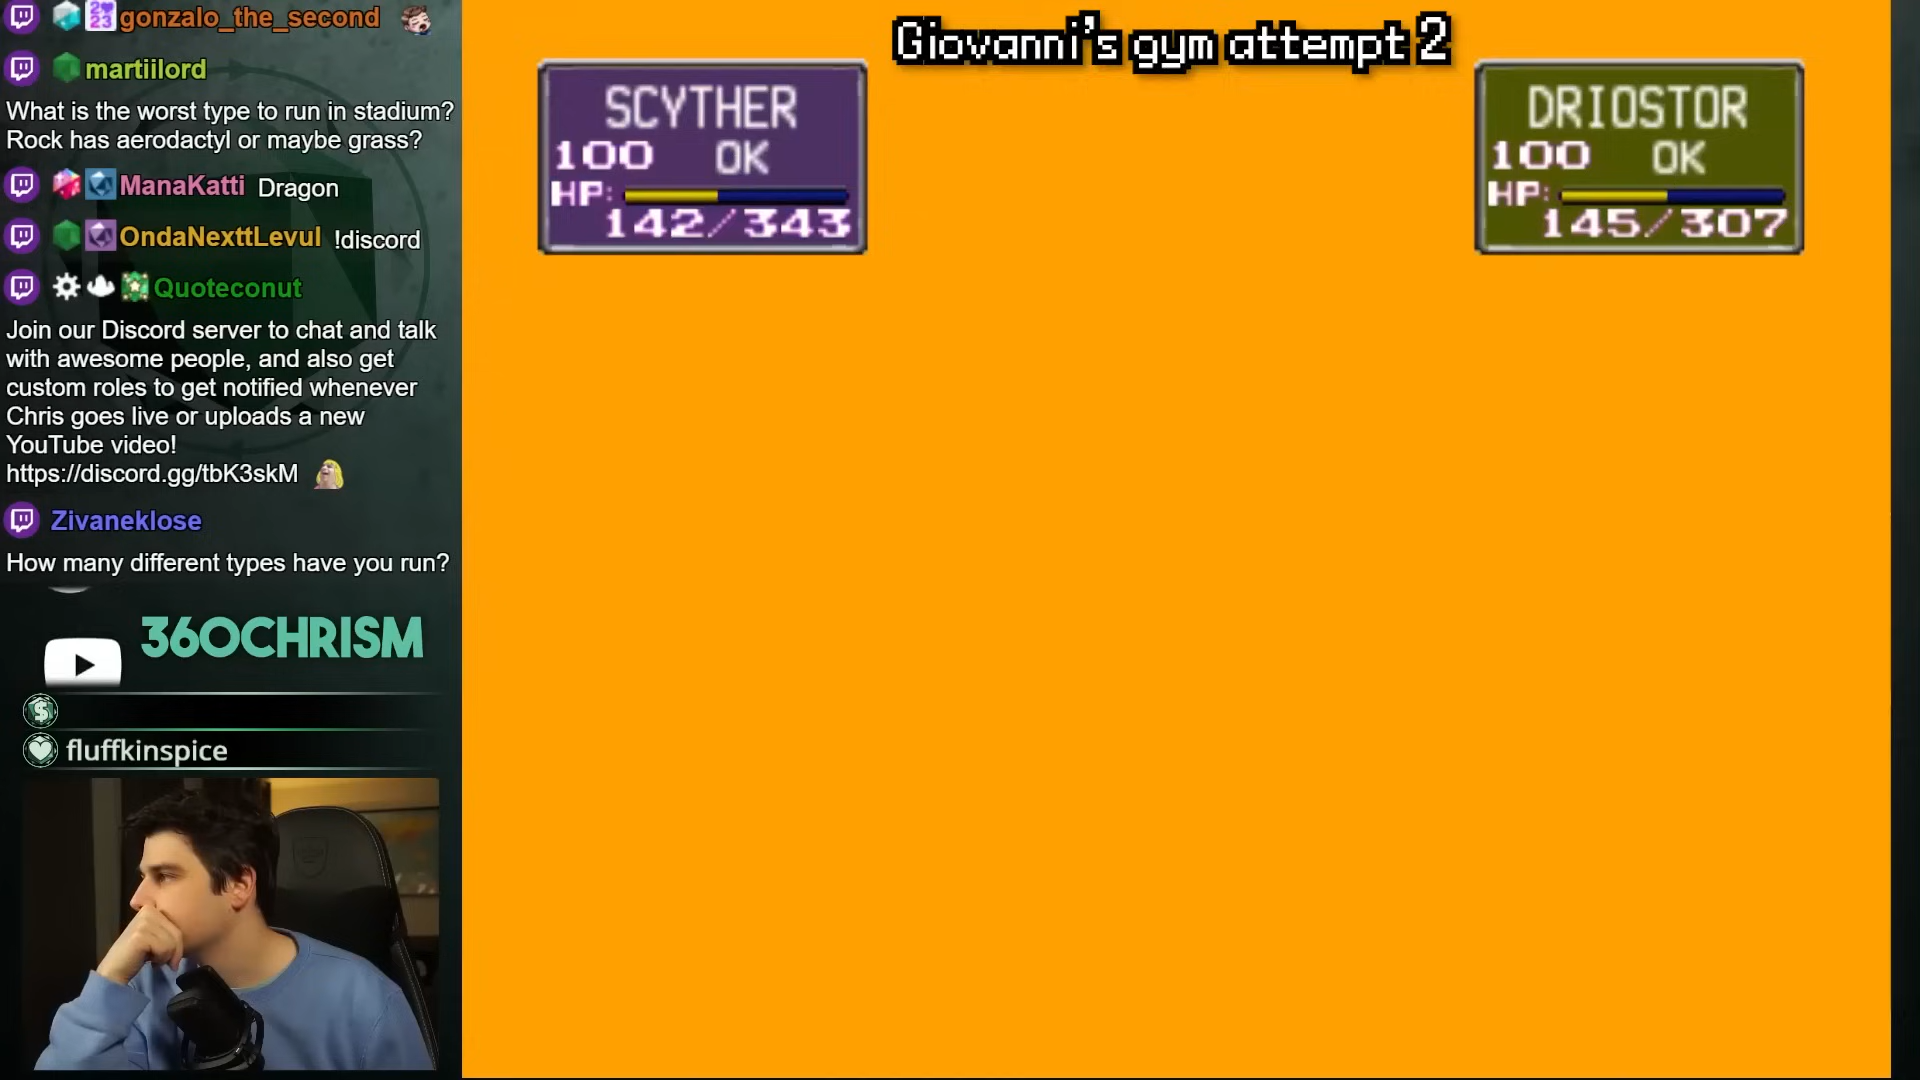 gonzalo_the_second
martiilord
What is the worst type to run in stadium?
Rock has aerodactyl or maybe grass?
ManaKatti Dragon
OndaNexttLevul !discord
Quoteconut
Join our Discord server to chat and talk
with awesome people, and also get
custom roles to get notified whenever
Chris goes live or uploads a new
YouTube video!
https://discord.gg/tbK3skM
Zivaneklose
How many different types have you run?
360CHRISM
$
fluffkinspice
Giovanni's gym attempt 2
SCYTHER
100 OK
HP:
142/343
DRIOSTOR
100 OK
HP:
145/307